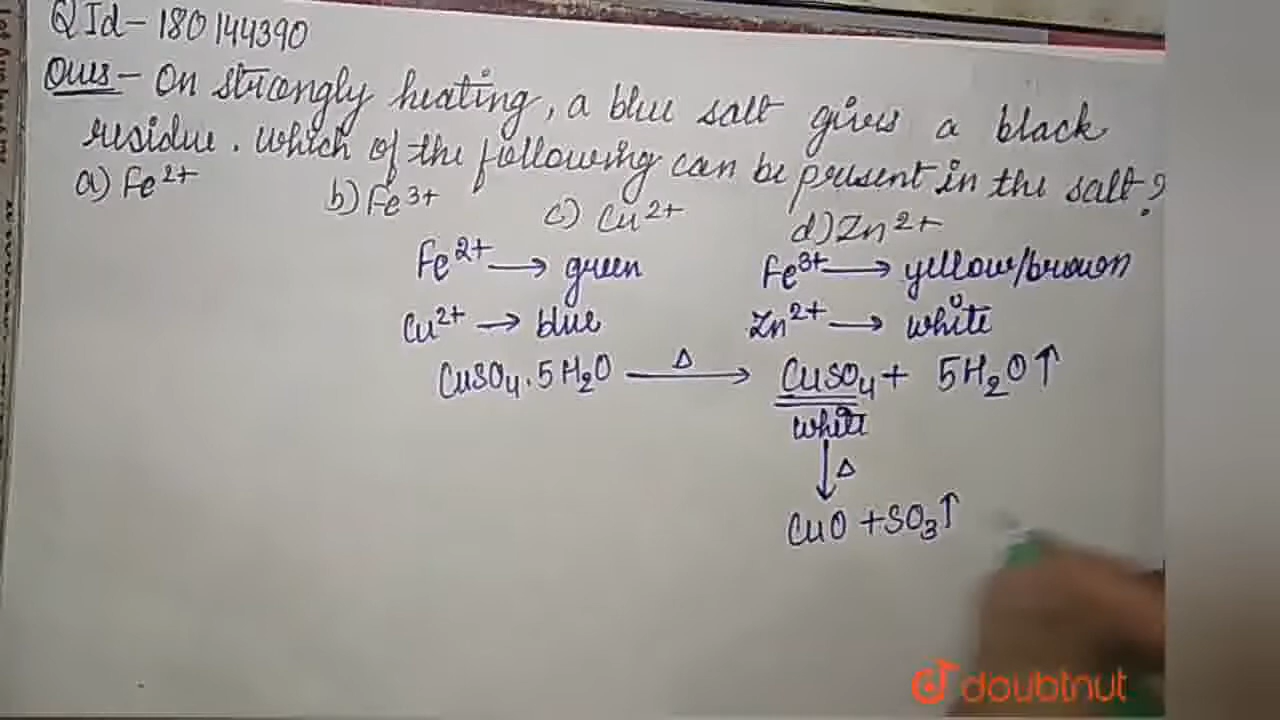 QId-180144390
Ques - On strongly heating, a blue salt gives a black
residue. Which of the following can be present in the salt?
a) Fe2+ b) Fe3+ c) Cu2+ d) Zn2+
Fe2+ → green Fe3+ → yellow/brown
Cu2+ → blue Zn2+ → white
CuSO4.5H2O —Δ→ CuSO4 + 5H2O↑
white
↓Δ
CuO + SO3↑
doubtnut